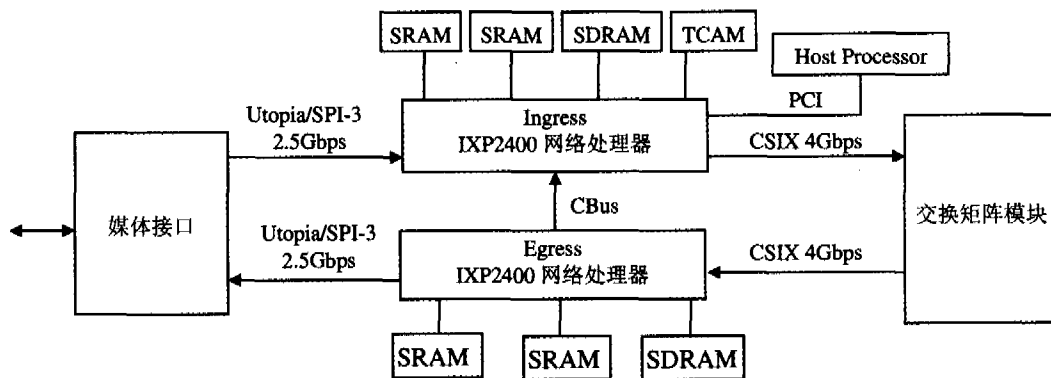 SRAM
SRAM
SDRAM
TCAM
Host Processor
PCI
Utopia/SPI-3
2.5Gbps
Ingress
IXP2400 网络处理器
CSIX 4Gbps
媒体接口
CBus
交换矩阵模块
Utopia/SPI-3
2.5Gbps
Egress
IXP2400 网络处理器
CSIX 4Gbps
SRAM
SRAM
SDRAM